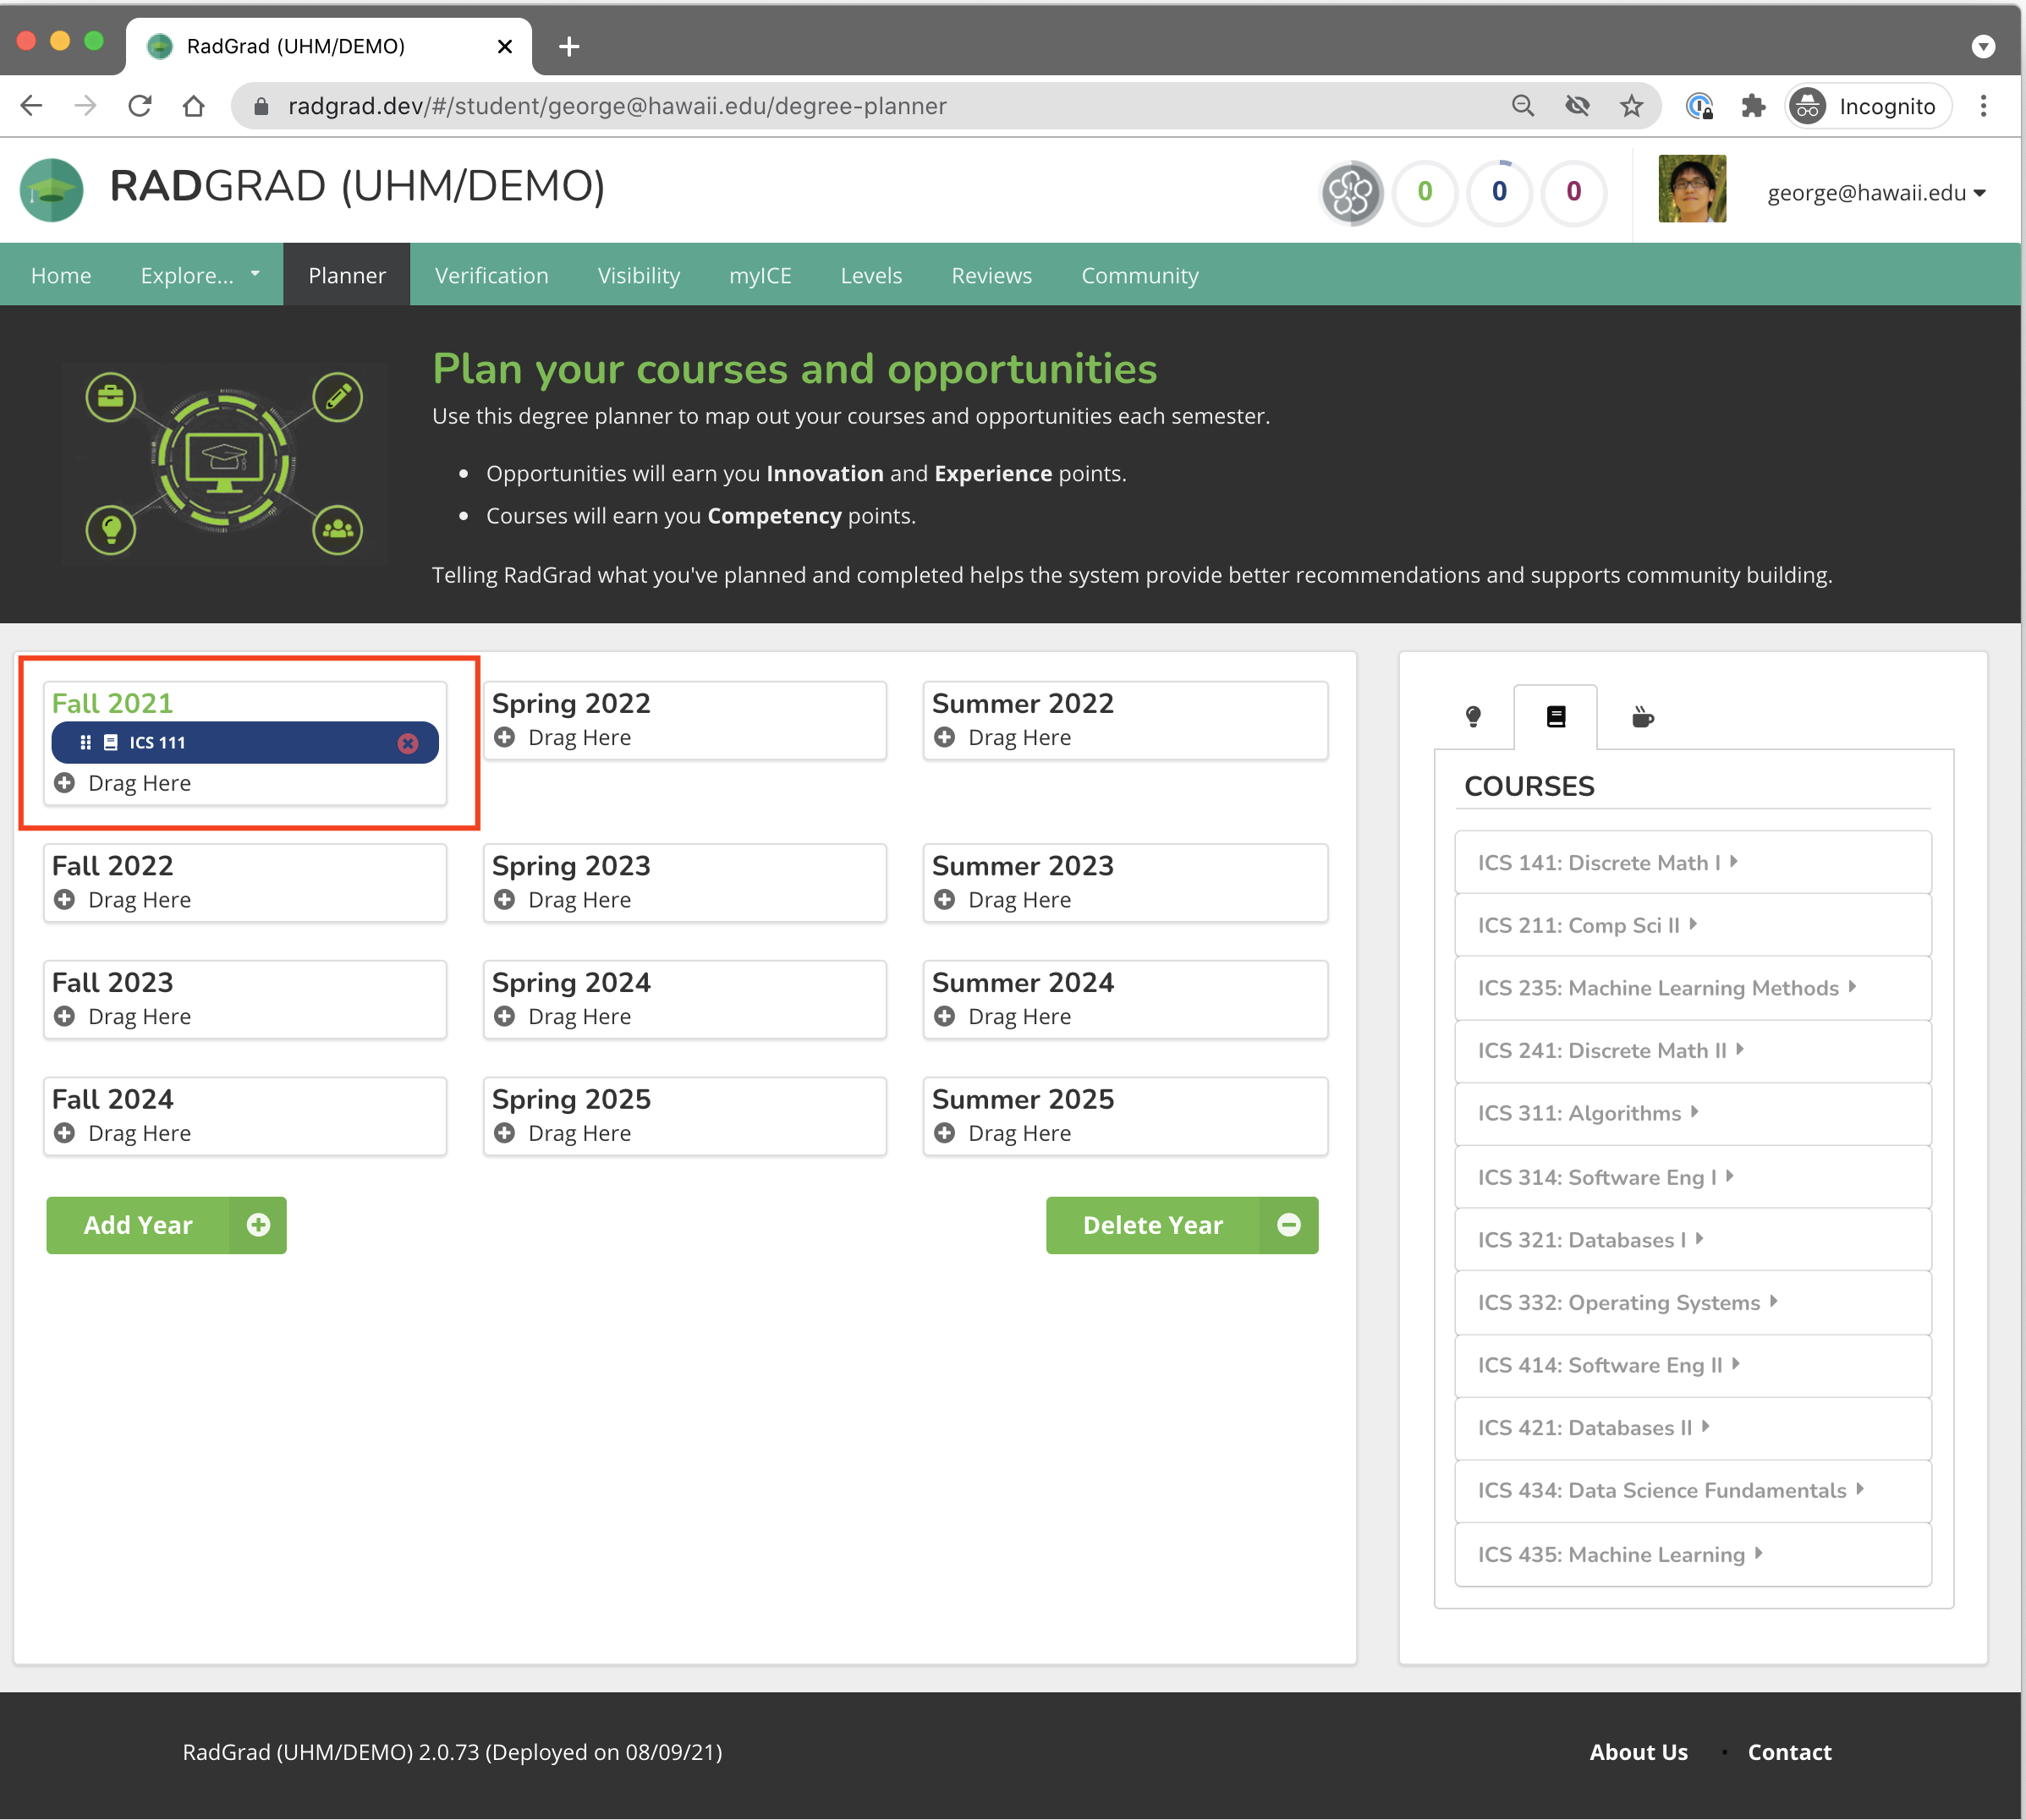 RadGrad (UHM/DEMO)
radgrad.dev/#/student/george@hawaii.edu/degree-planner
Incognito
RADGRAD (UHM/DEMO)
0
0
0
george@hawaii.edu
Home
Explore...
Planner
Verification
Visibility
myICE
Levels
Reviews
Community
Plan your courses and opportunities
Use this degree planner to map out your courses and opportunities each semester.
Opportunities will earn you Innovation and Experience points.
Courses will earn you Competency points.
Telling RadGrad what you've planned and completed helps the system provide better recommendations and supports community building.
Fall 2021
ICS 111
Drag Here
Spring 2022
Drag Here
Summer 2022
Drag Here
Fall 2022
Drag Here
Spring 2023
Drag Here
Summer 2023
Drag Here
Fall 2023
Drag Here
Spring 2024
Drag Here
Summer 2024
Drag Here
Fall 2024
Drag Here
Spring 2025
Drag Here
Summer 2025
Drag Here
Add Year
Delete Year
COURSES
ICS 141: Discrete Math I
ICS 211: Comp Sci II
ICS 235: Machine Learning Methods
ICS 241: Discrete Math II
ICS 311: Algorithms
ICS 314: Software Eng I
ICS 321: Databases I
ICS 332: Operating Systems
ICS 414: Software Eng II
ICS 421: Databases II
ICS 434: Data Science Fundamentals
ICS 435: Machine Learning
RadGrad (UHM/DEMO) 2.0.73 (Deployed on 08/09/21)
About Us · Contact